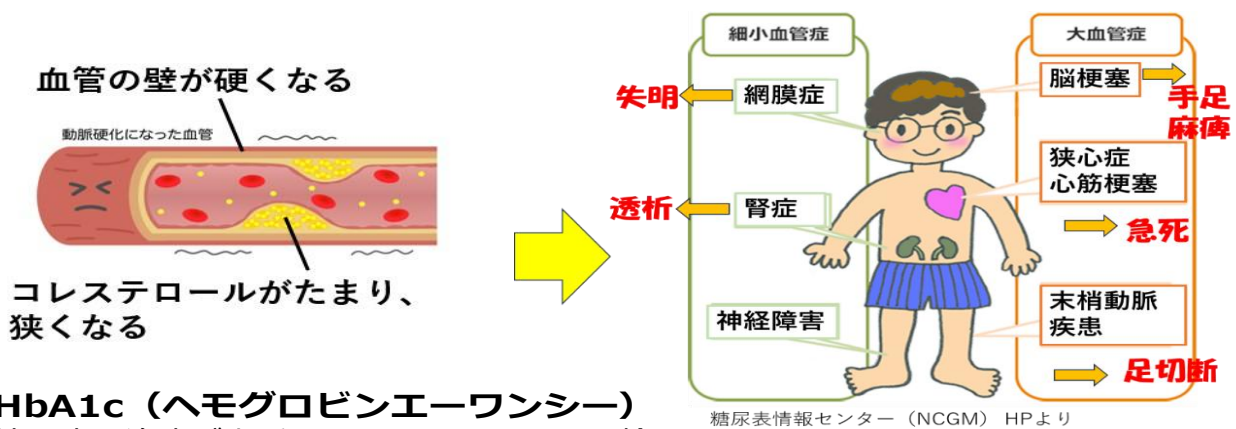 血管の壁が硬くなる
動脈硬化になった血管
コレステロールがたまり、
狭くなる
細小血管症
網膜症
失明
腎症
透析
神経障害
大血管症
脳梗塞
手足
麻痺
狭心症
心筋梗塞
急死
末梢動脈
疾患
足切断
糖尿表情報センター（NCGM） HPより
HbA1c（ヘモグロビンエーワンシー）